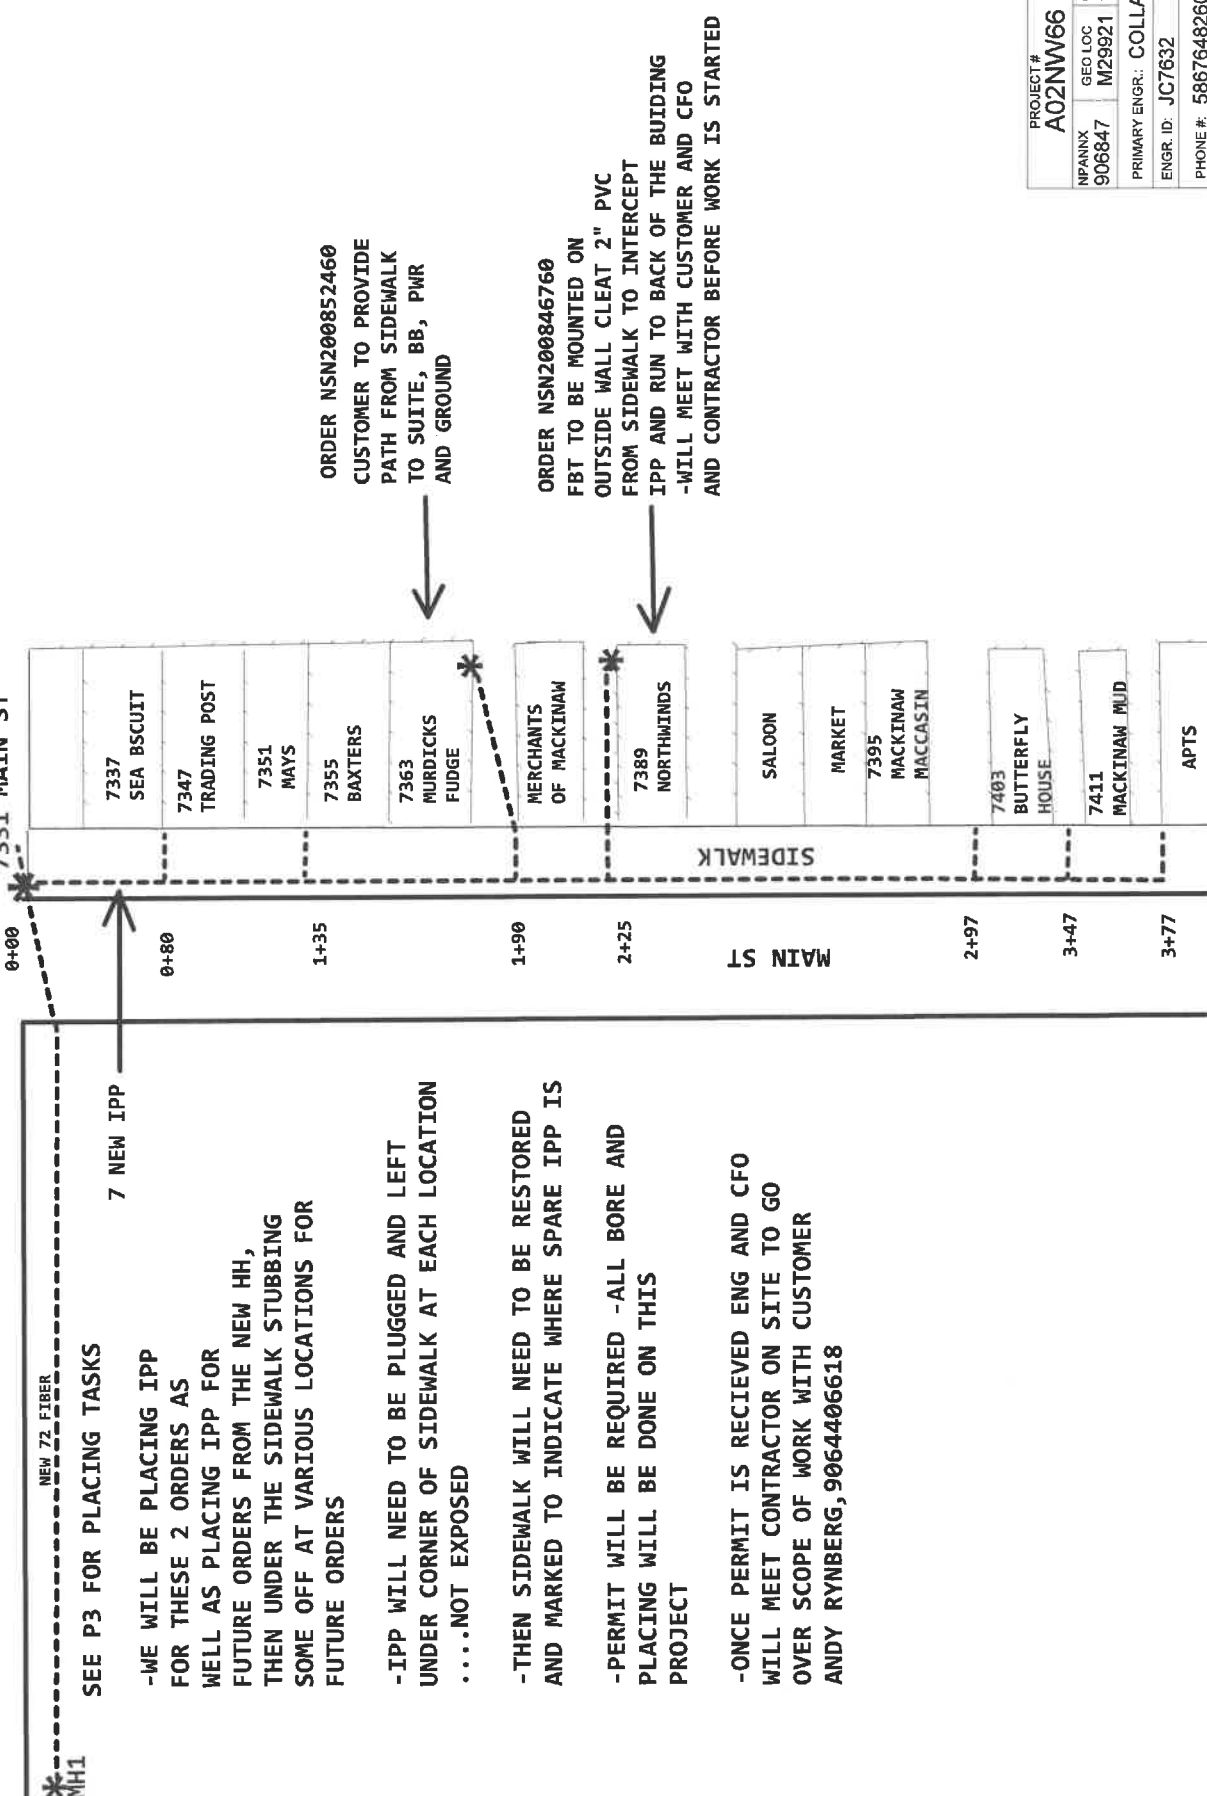 MH1
NEW 72 FIBER
SEE P3 FOR PLACING TASKS
-WE WILL BE PLACING IPP
FOR THESE 2 ORDERS AS
WELL AS PLACING IPP FOR
FUTURE ORDERS FROM THE NEW HH,
THEN UNDER THE SIDEWALK STUBBING
SOME OFF AT VARIOUS LOCATIONS FOR
FUTURE ORDERS
-IPP WILL NEED TO BE PLUGGED AND LEFT
UNDER CORNER OF SIDEWALK AT EACH LOCATION
....NOT EXPOSED
-THEN SIDEWALK WILL NEED TO BE RESTORED
AND MARKED TO INDICATE WHERE SPARE IPP IS
-PERMIT WILL BE REQUIRED -ALL BORE AND
PLACING WILL BE DONE ON THIS
PROJECT
-ONCE PERMIT IS RECIEVED ENG AND CFO
WILL MEET CONTRACTOR ON SITE TO GO
OVER SCOPE OF WORK WITH CUSTOMER
ANDY RYNBERG,9064406618
7 NEW IPP
0+00
0+80
1+35
1+90
2+25
MAIN ST
2+97
3+47
3+77
SIDEWALK
7331 MAIN ST
7337
SEA BSCUIT
7347
TRADING POST
7351
MAYS
7355
BAXTERS
7363
MURDICKS
FUDGE
MERCHANTS
OF MACKINAW
7389
NORTHWINDS
SALOON
MARKET
7395
MACKINAW
MACCASIN
7403
BUTTERFLY
HOUSE
7411
MACKINAW MUD
APTS
ORDER NSN200852460
CUSTOMER TO PROVIDE
PATH FROM SIDEWALK
TO SUITE, BB, PWR
AND GROUND
ORDER NSN200846760
FBT TO BE MOUNTED ON
OUTSIDE WALL CLEAT 2" PVC
FROM SIDEWALK TO INTERCEPT
IPP AND RUN TO BACK OF THE BUIDING
-WILL MEET WITH CUSTOMER AND CFO
AND CONTRACTOR BEFORE WORK IS STARTED
PROJECT #
A02NW66
NPANNX
906847
GEO LOC
M29921
PRIMARY ENGR.: COLLA
ENGR. ID: JC7632
PHONE #: 5867648260